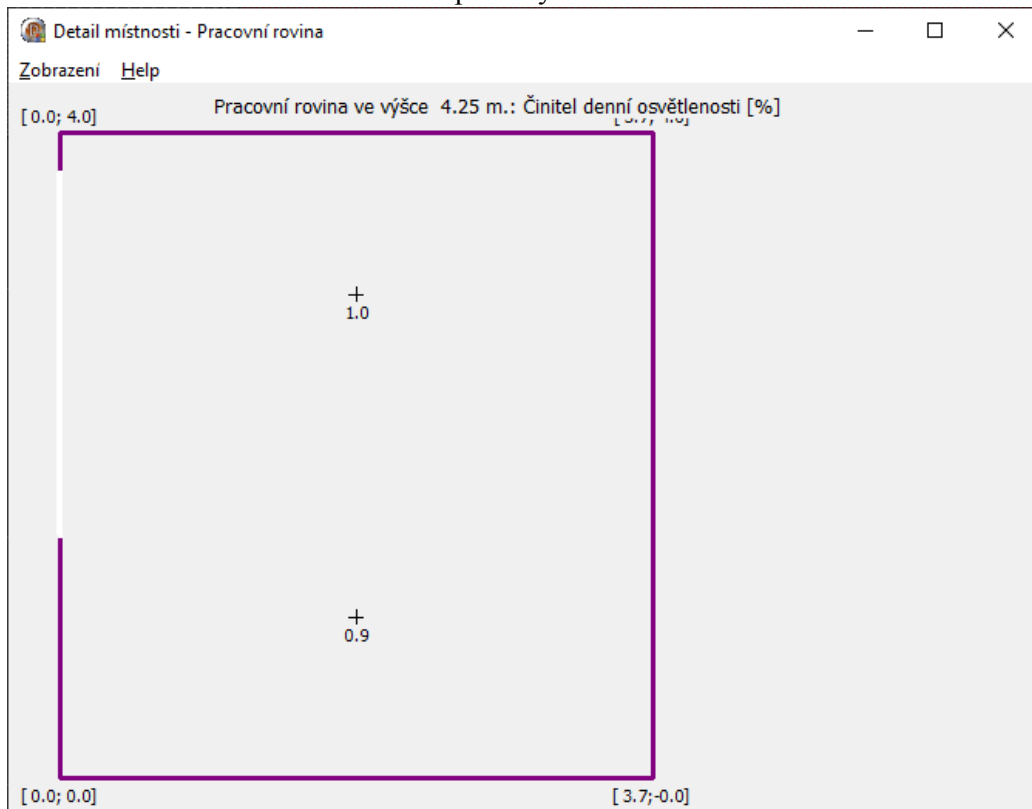 Detail místnosti - Pracovní rovina
Zobrazení Help
Pracovní rovina ve výšce 4.25 m.: Činitel denní osvětlenosti [%]
[ 0.0; 4.0]
1.0
0.9
[ 0.0; 0.0]
[ 3.7;-0.0]